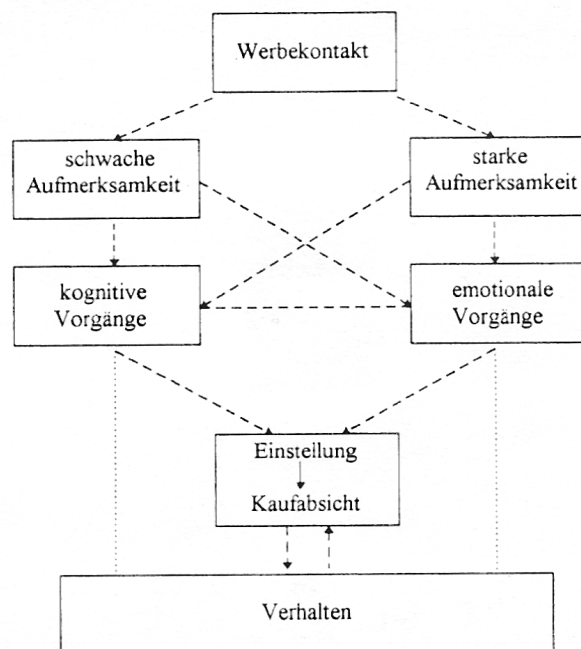 Werbekontakt
schwache
Aufmerksamkeit
starke
Aufmerksamkeit
kognitive
Vorgänge
emotionale
Vorgänge
Einstellung
Kaufabsicht
Verhalten